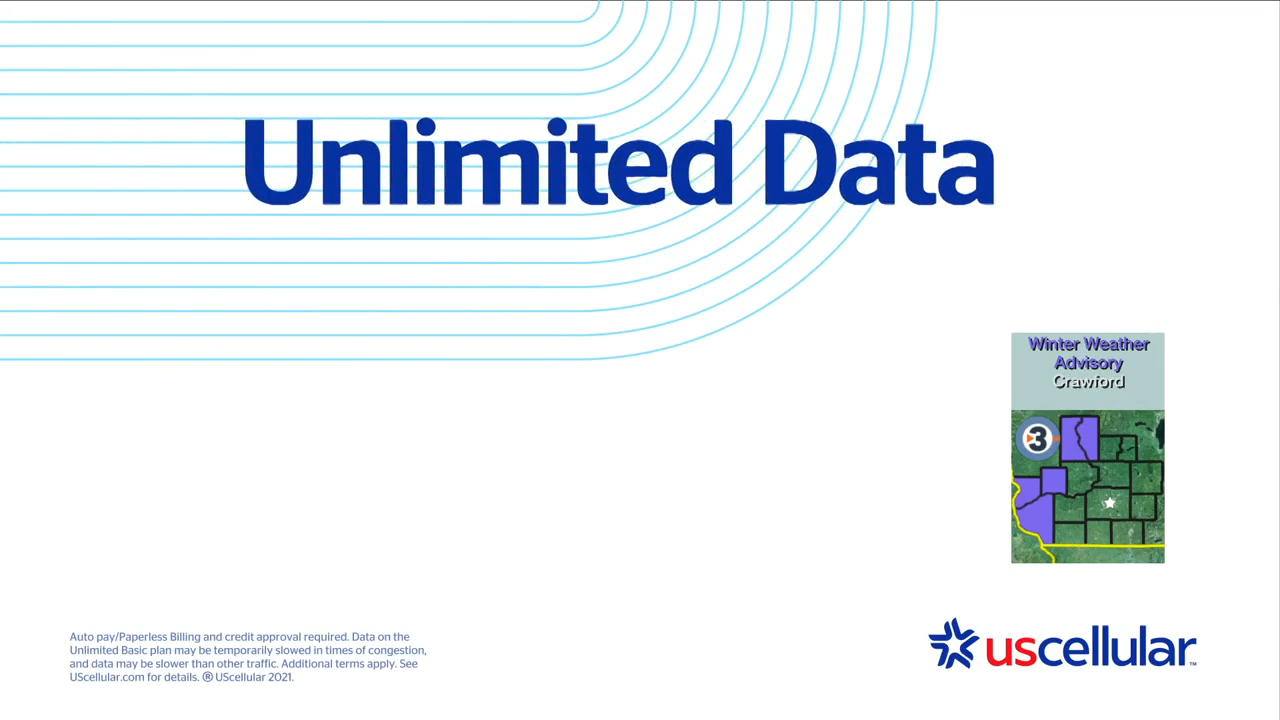 Unlimited Data
Winter Weather
Advisory
Crawford
3
Auto pay/Paperless Billing and credit approval required. Data on the
Unlimited Basic plan may be temporarily slowed in times of congestion,
and data may be slower than other traffic. Additional terms apply. See
UScellular.com for details. ® UScellular 2021.
uscellular™